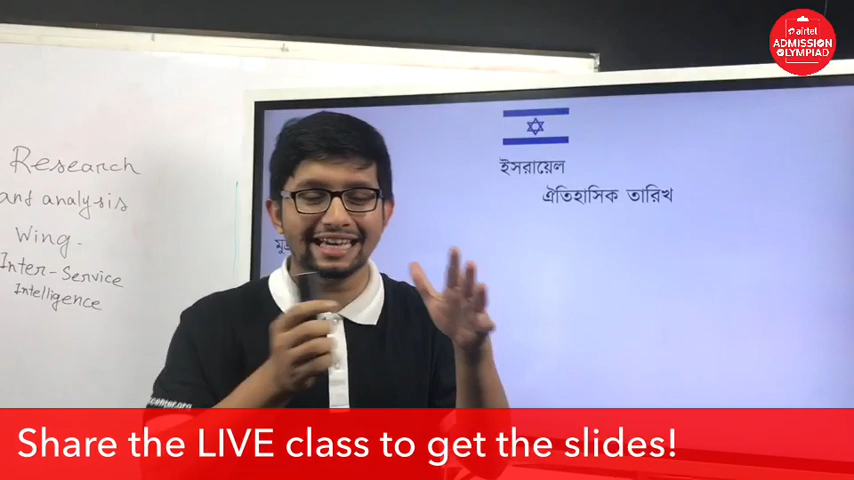 airtel
ADMISSION
OLYMPIAD
Research
and analysis
Wing.
Inter-Service
Intelligence
ইসরায়েল
ঐতিহাসিক তারিখ
Share the LIVE class to get the slides!